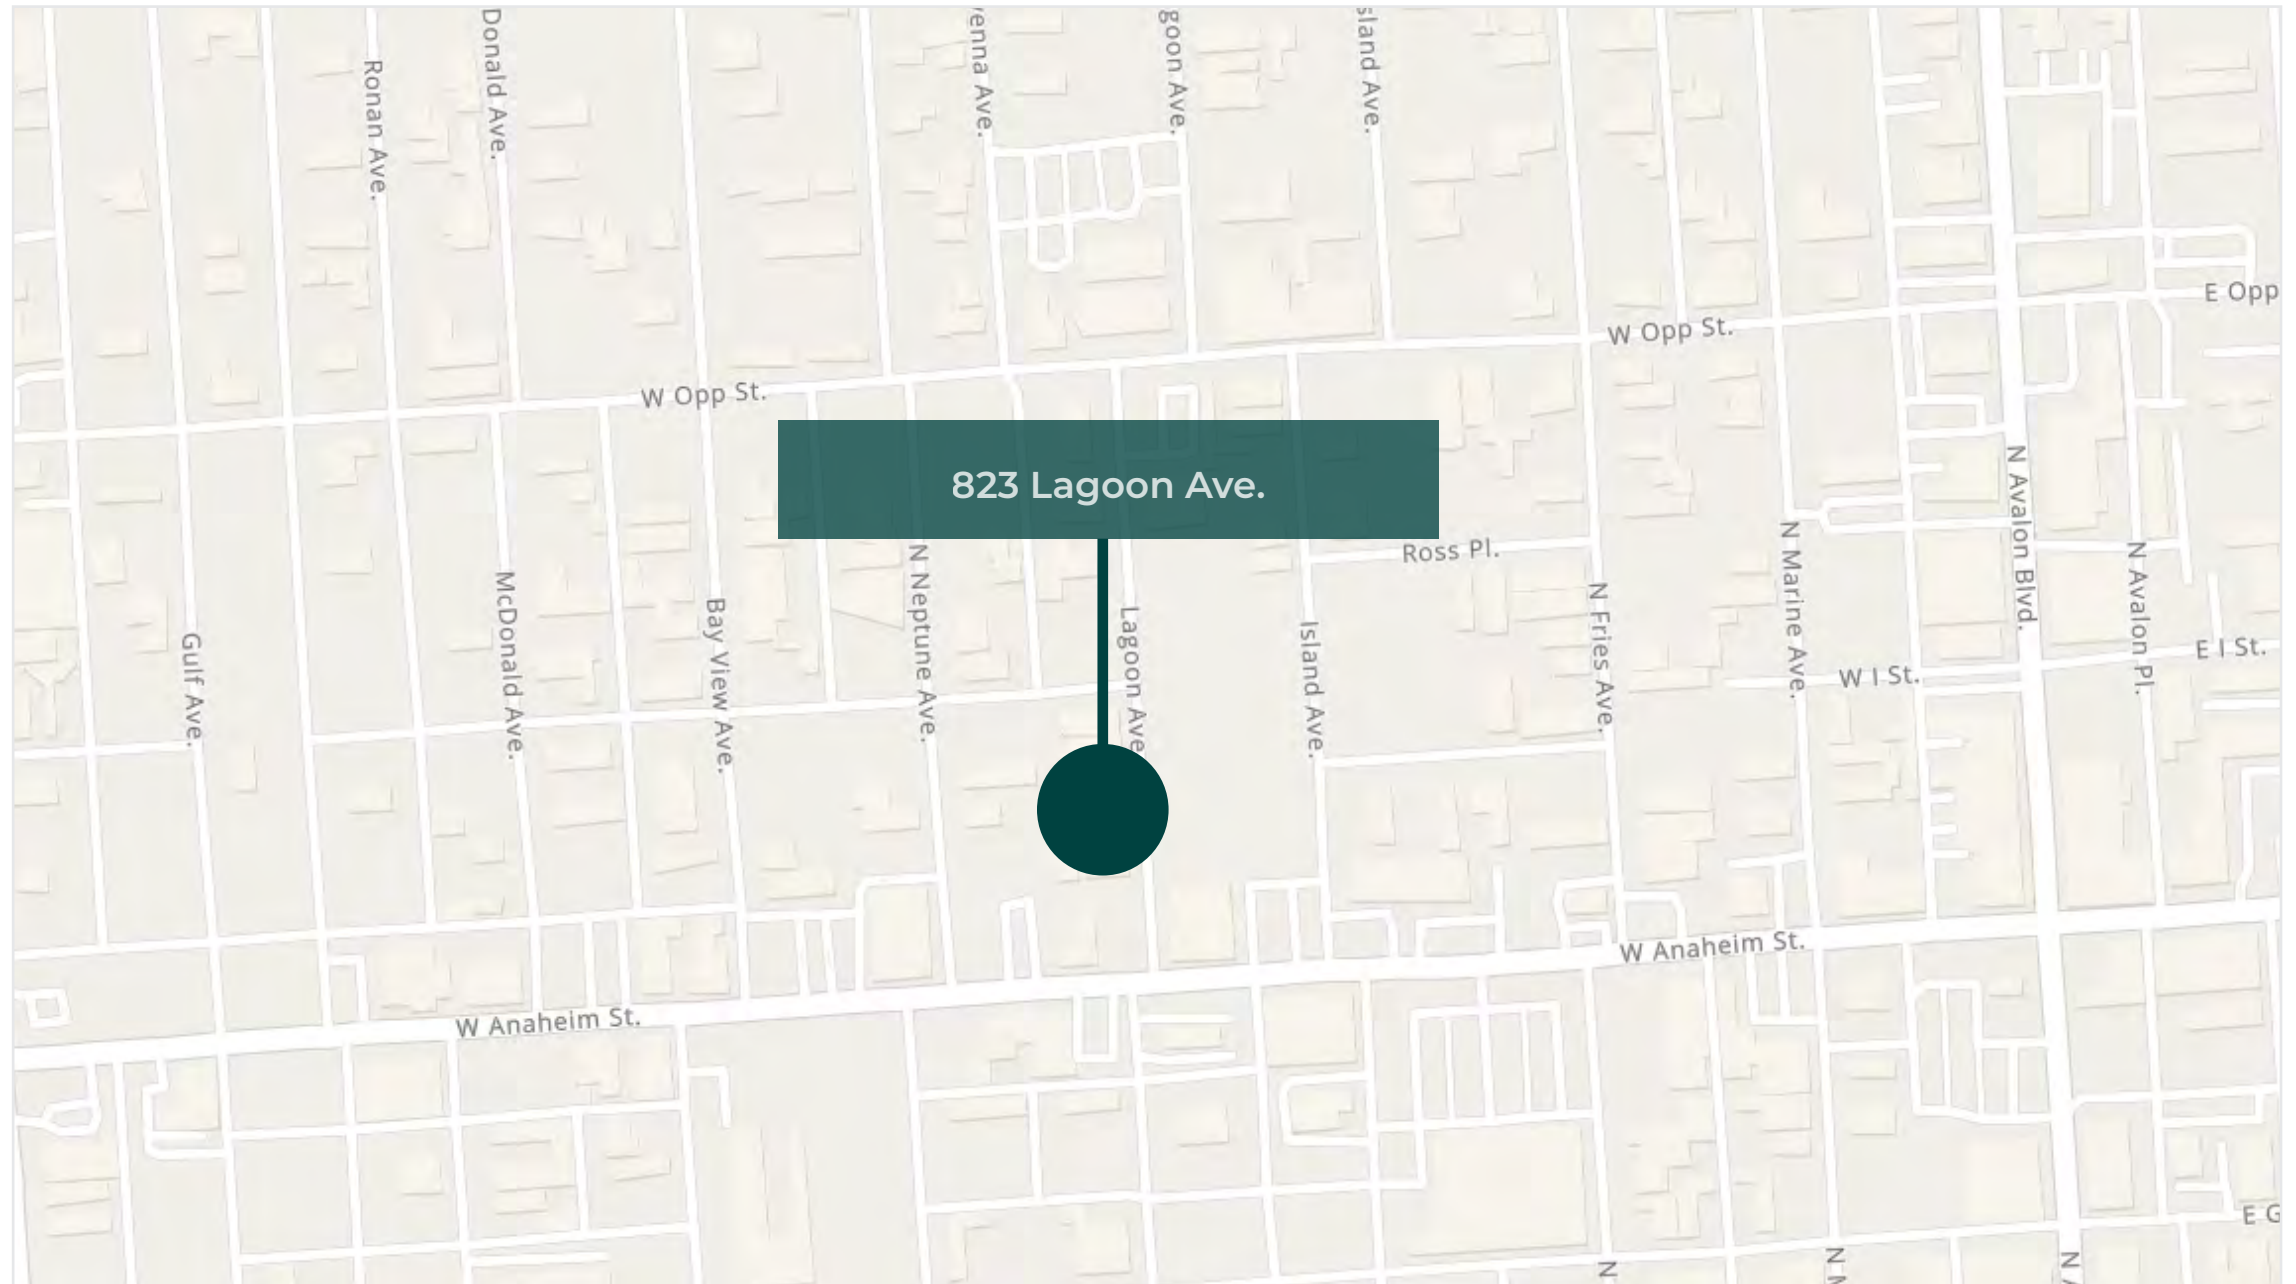 Ronan Ave.
Donald Ave.
enna Ave.
goon Ave.
sland Ave.
E Opp
W Opp St.
W Opp St.
823 Lagoon Ave.
Ross Pl.
Gulf Ave.
McDonald Ave.
Bay View Ave.
N Neptune Ave.
Lagoon Ave
Island Ave.
N Fries Ave.
N Marine Ave.
N Avalon Blvd.
N Avalon Pl.
W I St.
E I St.
W Anaheim St.
W Anaheim St.
E G
N
N M
N A